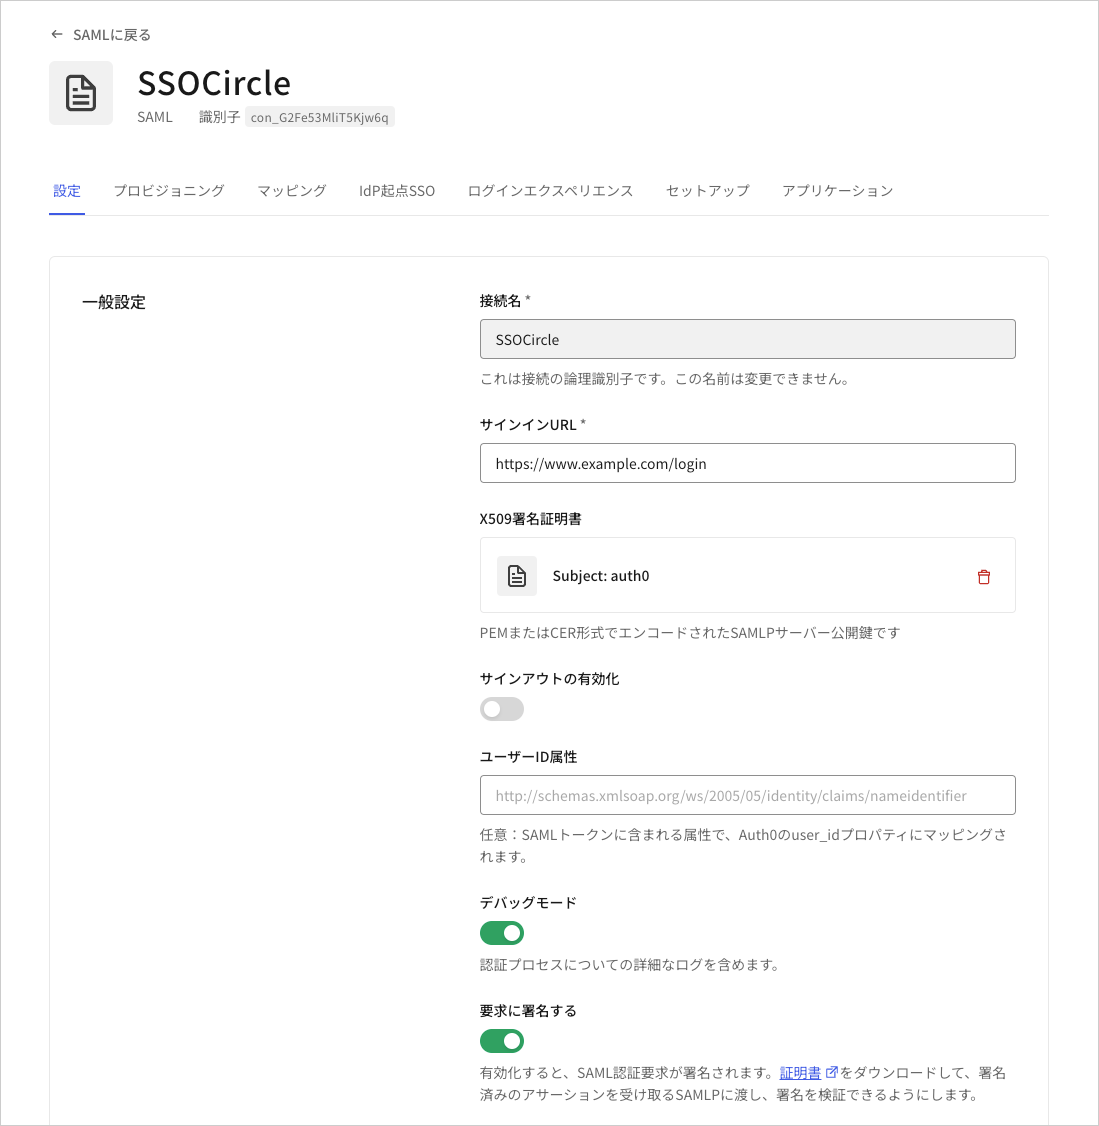 SAMLに戻る
SSOCircle
SAML 識別子 con_G2Fe53MliT5Kjw6q
設定 プロビジョニング マッピング IdP起点SSO ログインエクスペリエンス セットアップ アプリケーション
一般設定
接続名 *
SSOCircle
これは接続の論理識別子です。この名前は変更できません。
サインインURL *
https://www.example.com/login
X509署名証明書
Subject: auth0
PEMまたはCER形式でエンコードされたSAMLPサーバー公開鍵です
サインアウトの有効化
ユーザーID属性
http://schemas.xmlsoap.org/ws/2005/05/identity/claims/nameidentifier
任意：SAMLトークンに含まれる属性で、Auth0のuser_idプロパティにマッピングさ
れます。
デバッグモード
認証プロセスについての詳細なログを含めます。
要求に署名する
有効化すると、SAML認証要求が署名されます。証明書をダウンロードして、署名
済みのアサーションを受け取るSAMLPに渡し、署名を検証できるようにします。